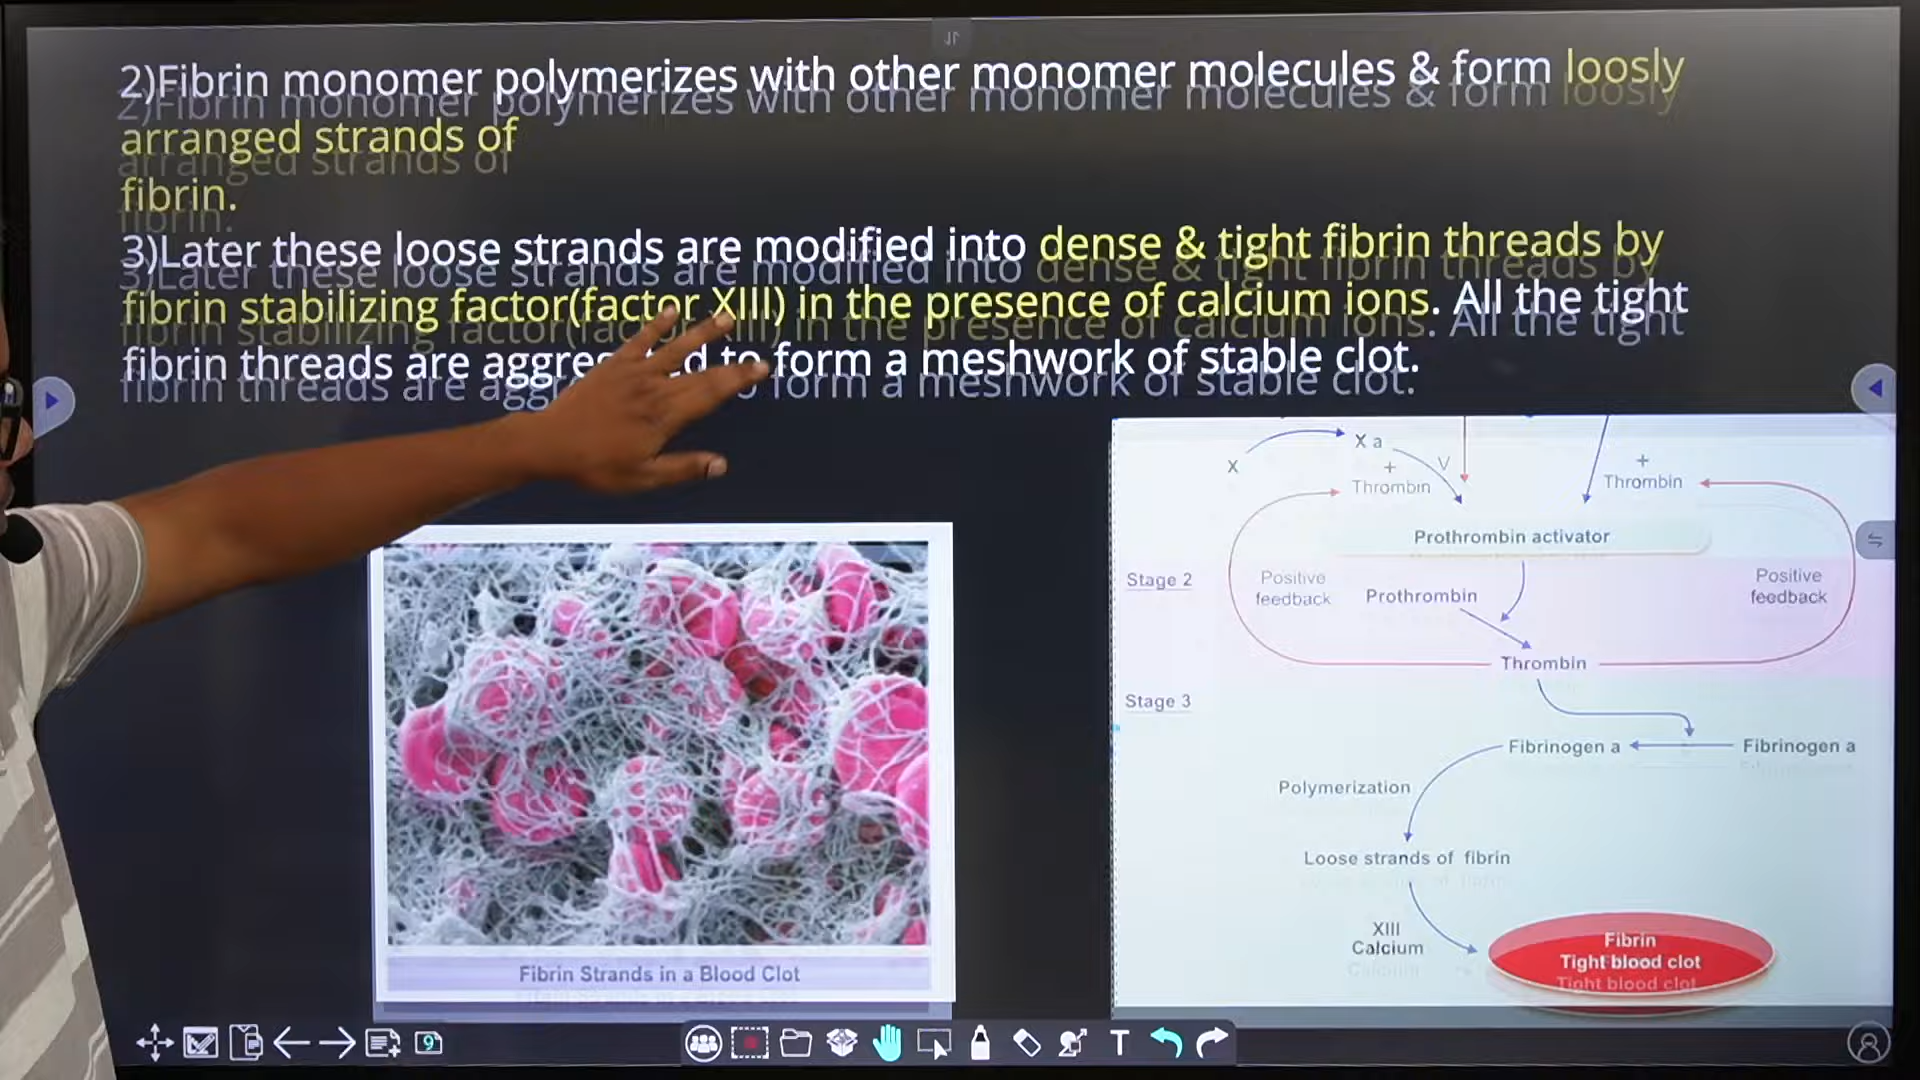 2)Fibrin monomer polymerizes with other monomer molecules & form loosly
arranged strands of
fibrin.
3)Later these loose strands are modified into dense & tight fibrin threads by
fibrin stabilizing factor(factor XIII) in the presence of calcium ions. All the tight
fibrin threads are to form a meshwork of stable clot.
X a
X
+
V
Thrombin
+
Thrombin
Prothrombin activator
Stage 2
Positive
feedback
Prothrombin
Positive
feedback
Thrombin
Stage 3
Fibrinogen a
Fibrinogen a
Polymerization
Loose strands of fibrin
XIII
Calcium
Fibrin
Tight blood clot
Fibrin Strands in a Blood Clot
9
T